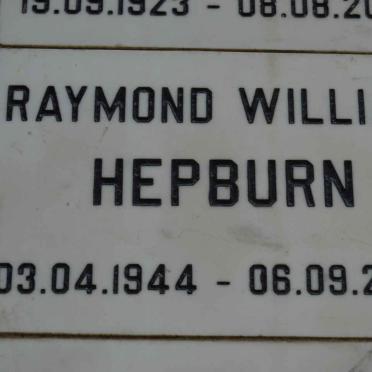 19.09.1923 - 08.08.20
RAYMOND WILLI
HEPBURN
03.04.1944 - 06.09.2